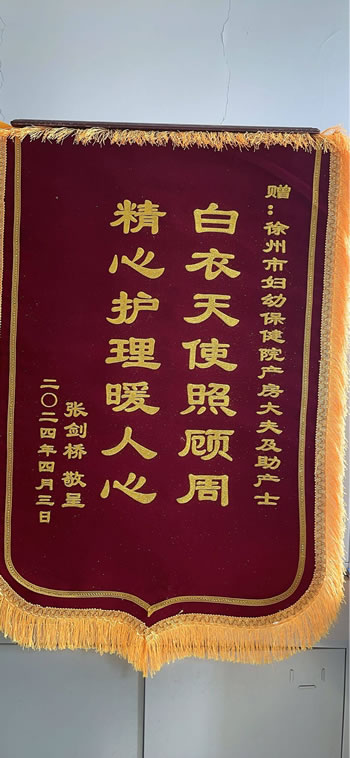 赠：徐州市妇幼保健院产房大夫及助产士
白衣天使照顾周
精心护理暖人心
张剑桥 敬呈
二〇二四年四月三日